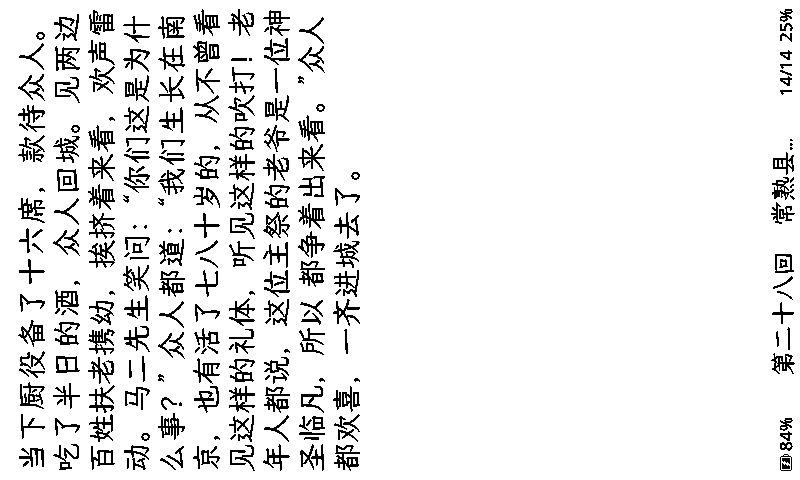 当下厨役备了十六席，款待众人。
吃了半日的酒，众人回城。见两边
百姓扶老携幼，挨挤着来看，欢声雷
动。马二先生笑问：“你们这是为什
么事？”众人都道：“我们生长在南
京，也有活了七八十岁的，从不曾看
见这样的礼体，听见这样的吹打！老
年人都说，这位主祭的老爷是一位神
圣临凡，所以都争着出来看。”众人
都欢喜，一齐进城去了。
84% 第二十八回 常熟县... 14/14 25%